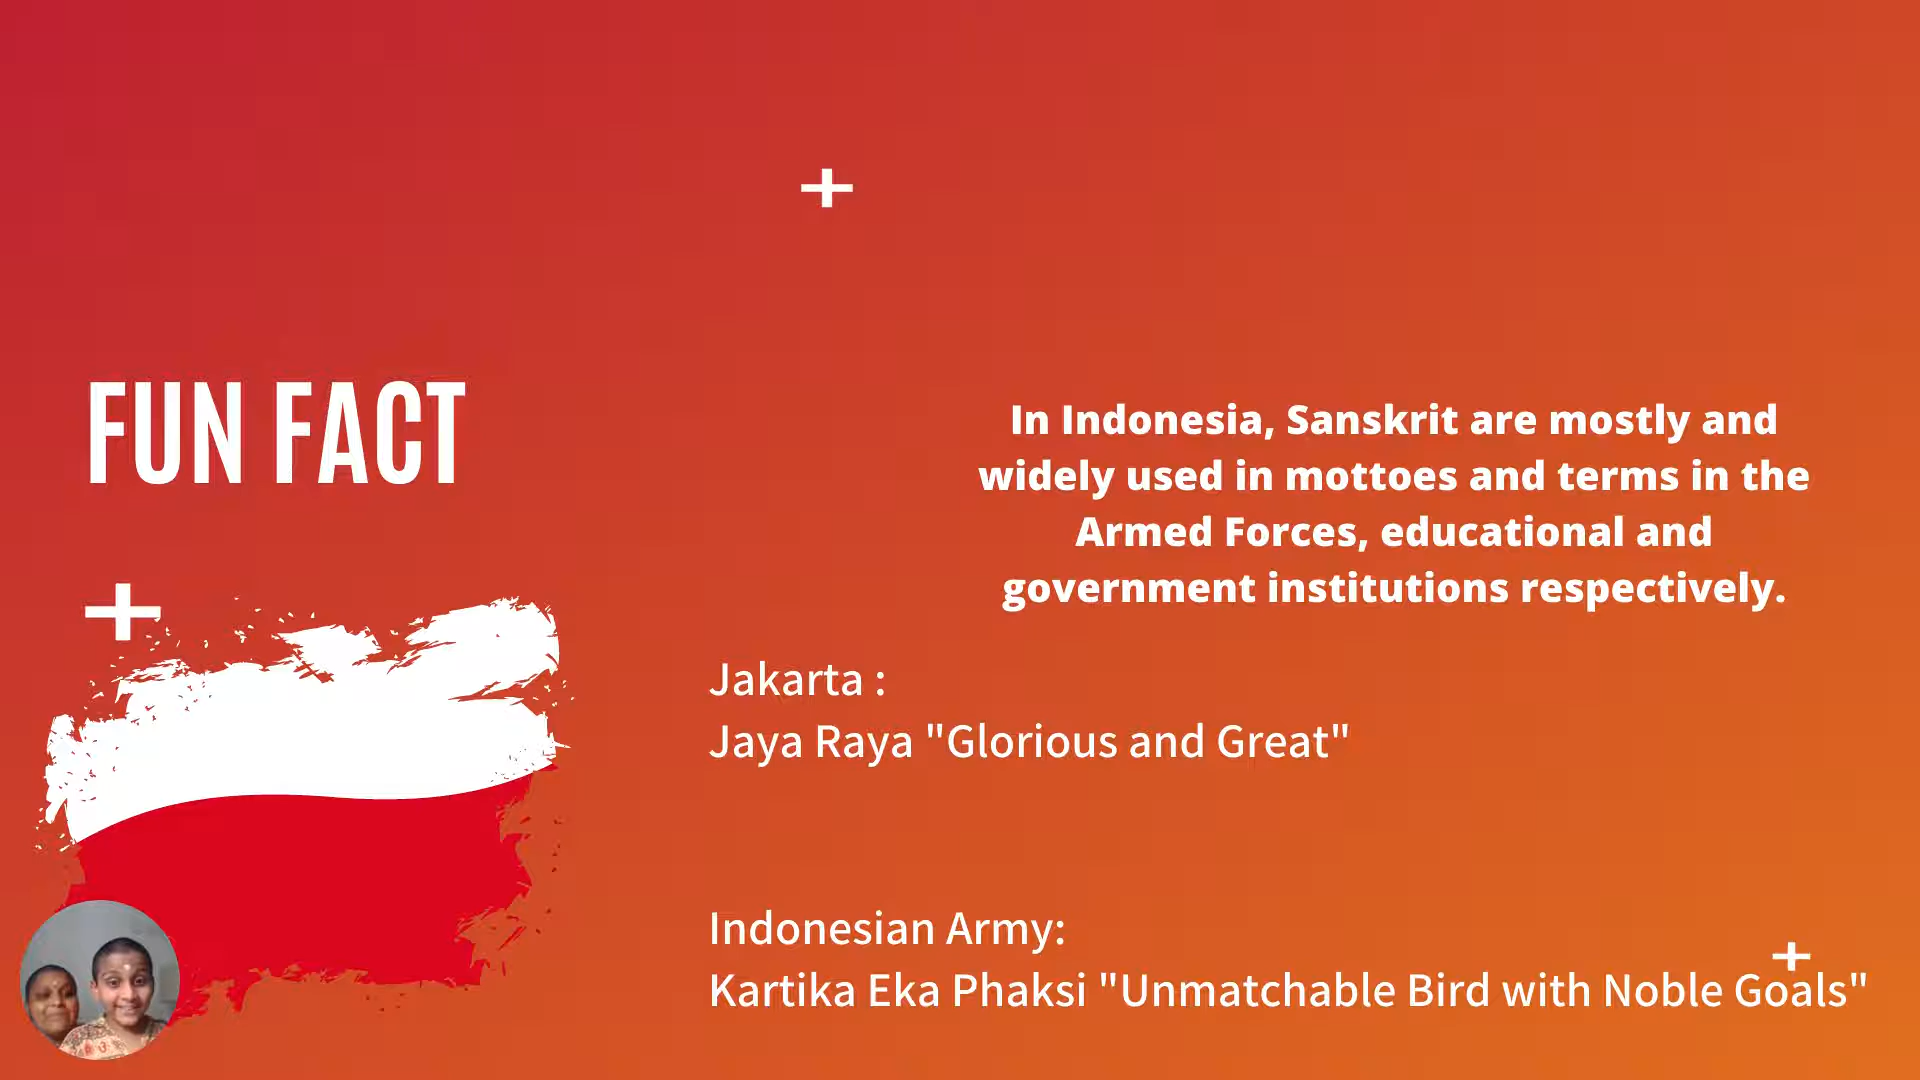 FUN FACT
In Indonesia, Sanskrit are mostly and
widely used in mottoes and terms in the
Armed Forces, educational and
government institutions respectively.
Jakarta :
Jaya Raya "Glorious and Great"
Indonesian Army:
Kartika Eka Phaksi "Unmatchable Bird with Noble Goals"